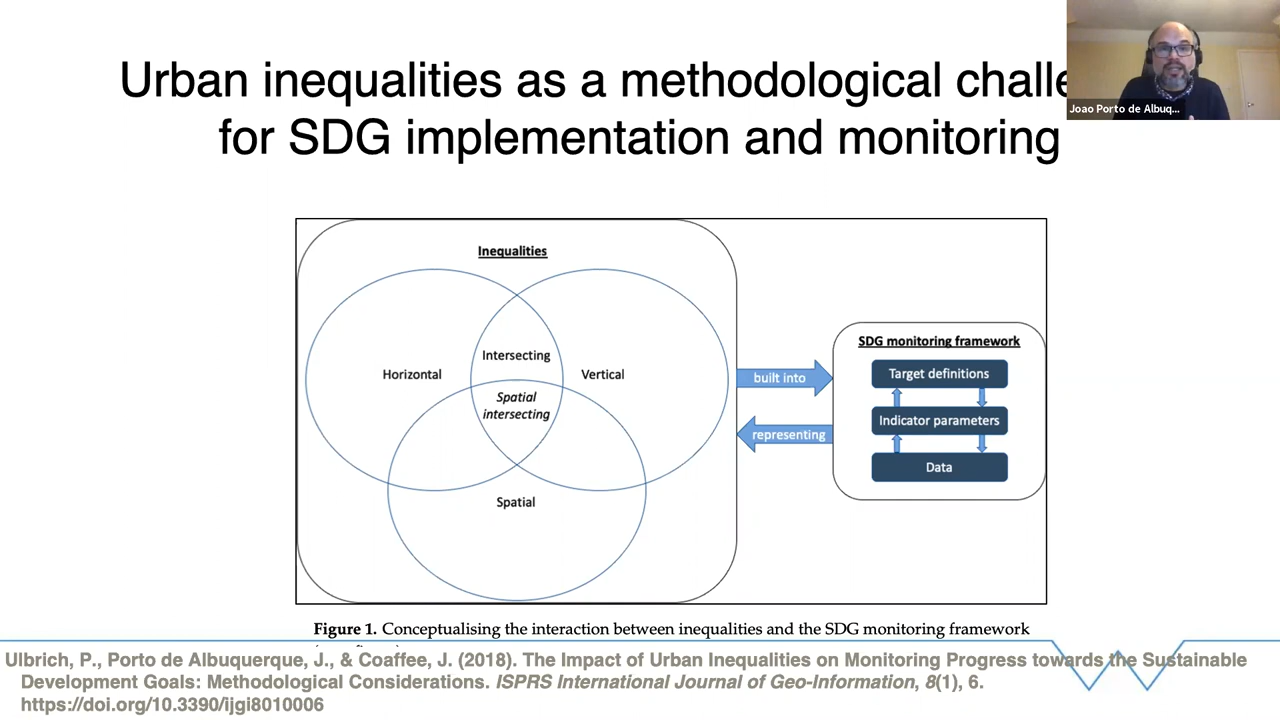 Urban inequalities as a methodological challe
for SDG implementation and monitoring
Joao Porto de Albuq...
Inequalities
Horizontal
Intersecting
Vertical
Spatial
intersecting
Spatial
built into
representing
SDG monitoring framework
Target definitions
Indicator parameters
Data
Figure 1. Conceptualising the interaction between inequalities and the SDG monitoring framework
Ulbrich, P., Porto de Albuquerque, J., & Coaffee, J. (2018). The Impact of Urban Inequalities on Monitoring Progress towards the Sustainable
Development Goals: Methodological Considerations. ISPRS International Journal of Geo-Information, 8(1), 6.
https://doi.org/10.3390/ijgi8010006